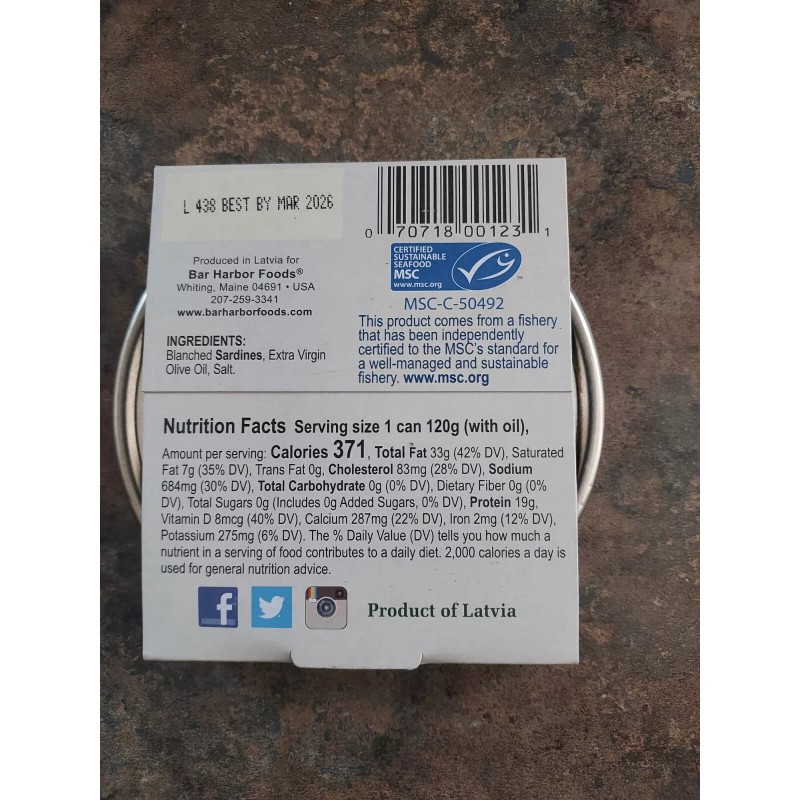 L 438 BEST BY MAR 2026
0 70718 00123 1
Produced in Latvia for
Bar Harbor Foods®
Whiting, Maine 04691 • USA
207-259-3341
www.barharborfoods.com
INGREDIENTS:
Blanched Sardines, Extra Virgin
Olive Oil, Salt.
CERTIFIED
SUSTAINABLE
SEAFOOD
MSC
www.msc.org
TM
MSC-C-50492
This product comes from a fishery
that has been independently
certified to the MSC's standard for
a well-managed and sustainable
fishery. www.msc.org
Nutrition Facts Serving size 1 can 120g (with oil),
Amount per serving: Calories 371, Total Fat 33g (42% DV), Saturated
Fat 7g (35% DV), Trans Fat 0g, Cholesterol 83mg (28% DV), Sodium
684mg (30% DV), Total Carbohydrate 0g (0% DV), Dietary Fiber 0g (0%
DV), Total Sugars 0g (Includes 0g Added Sugars, 0% DV), Protein 19g,
Vitamin D 8mcg (40% DV), Calcium 287mg (22% DV), Iron 2mg (12% DV),
Potassium 275mg (6% DV). The % Daily Value (DV) tells you how much a
nutrient in a serving of food contributes to a daily diet. 2,000 calories a day is
used for general nutrition advice.
f
Product of Latvia